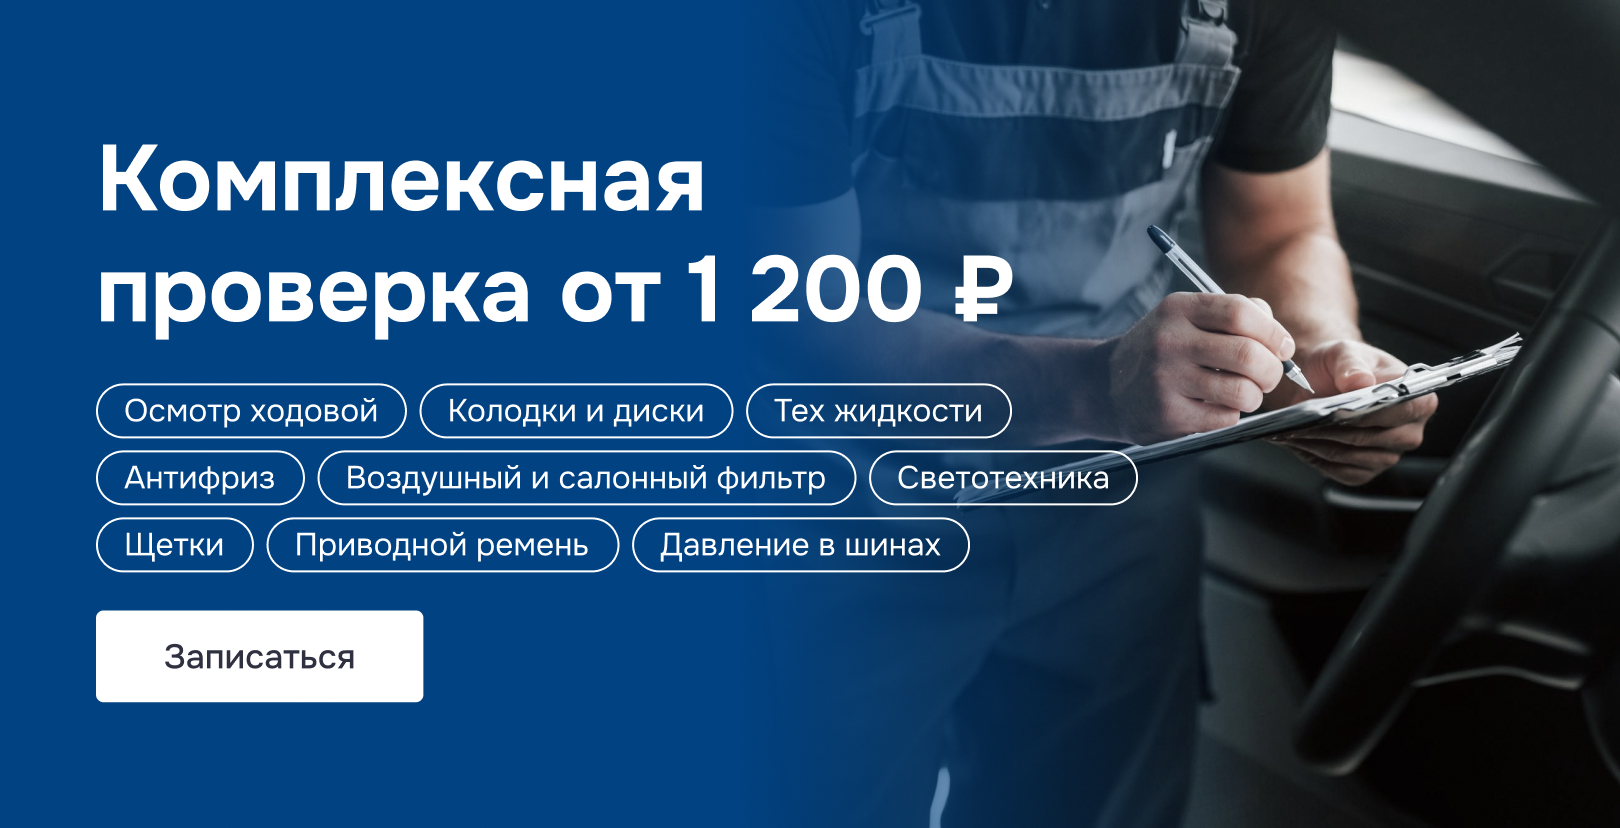 Комплексная
проверка от 1 200 ₽
Осмотр ходовой Колодки и диски Тех жидкости
Антифриз Воздушный и салонный фильтр Светотехника
Щетки Приводной ремень Давление в шинах
Записаться